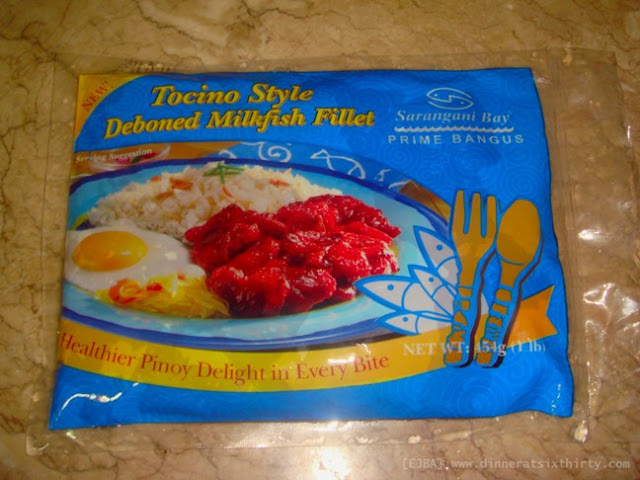 NEW!
Tocino Style
Deboned Milkfish Fillet
Sarangani Bay
PRIME BANGUS
Serving Suggestion
NET WT: 454g (1 lb)
Healthier Pinoy Delight in Every Bite
[EJBA] www.dinneratsixthirty.com